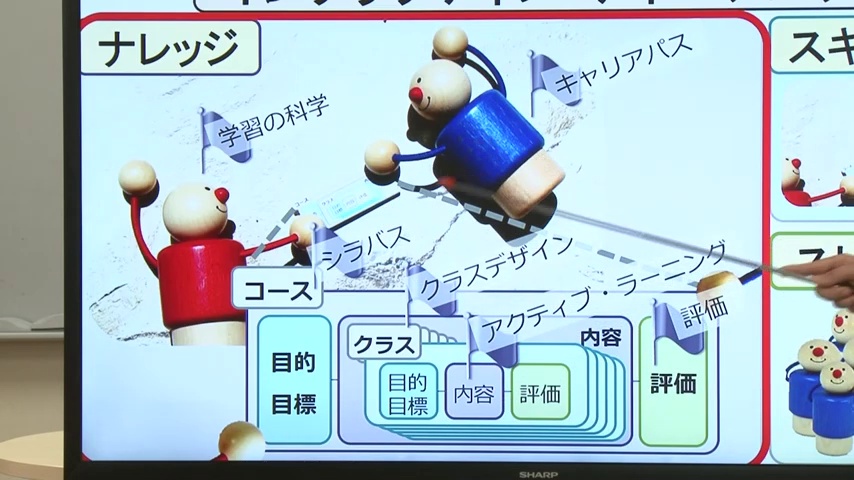 ナレッジ
スキ
キャリアパス
学習の科学
シラバス
クラスデザイン
アクティブ・ラーニング
評価
コース
目的
目標
クラス
内容
目的
目標
内容
評価
評価
SHARP